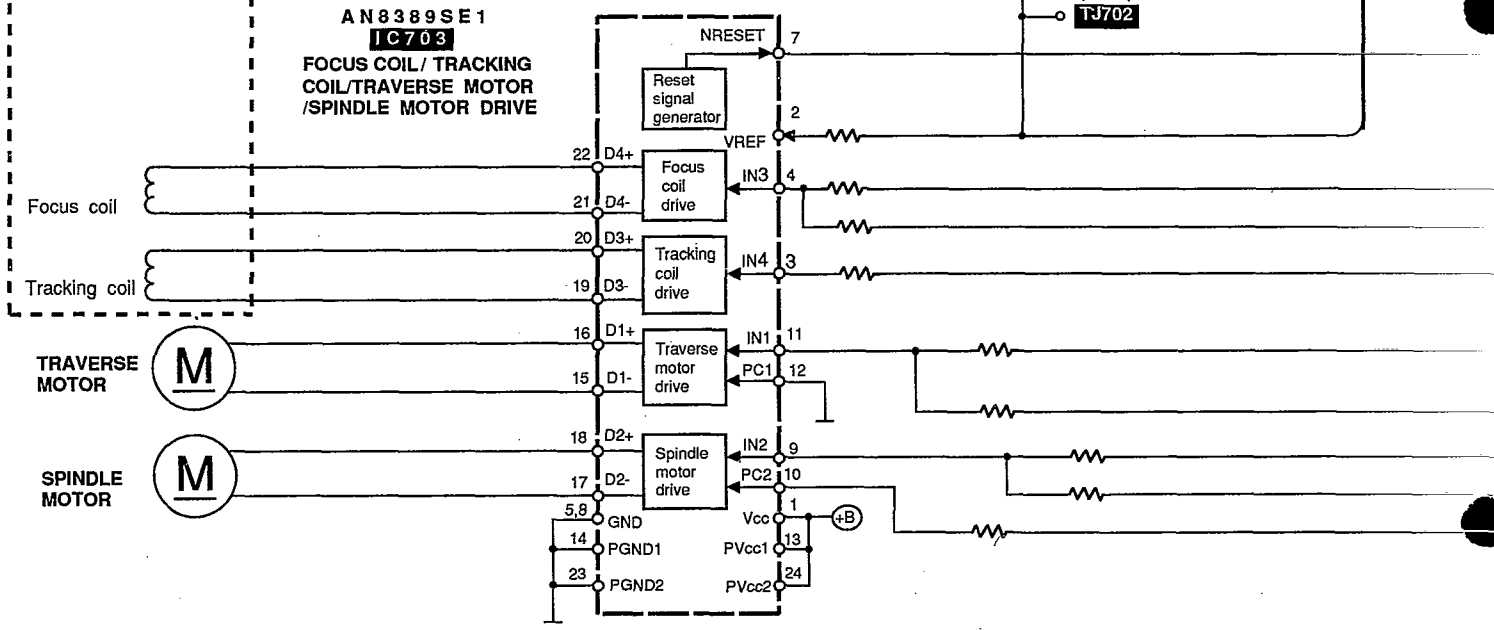 AN8389SE1
IC703
FOCUS COIL/ TRACKING
COIL/TRAVERSE MOTOR
/SPINDLE MOTOR DRIVE
TJ702
NRESET 7
Reset
signal
generator
2
VREF
22 D4+
Focus
coil
drive
IN3 4
Focus coil
21 D4-
20 D3+
Tracking
coil
drive
IN4 3
Tracking coil
19 D3-
16 D1+
Traverse
motor
drive
IN1 11
PC1 12
TRAVERSE
MOTOR
M
15 D1-
18 D2+
Spindle
motor
drive
IN2 9
PC2 10
SPINDLE
MOTOR
M
17 D2-
5,8 GND
Vcc 1
+B
14 PGND1
PVcc1 13
23 PGND2
PVcc2 24